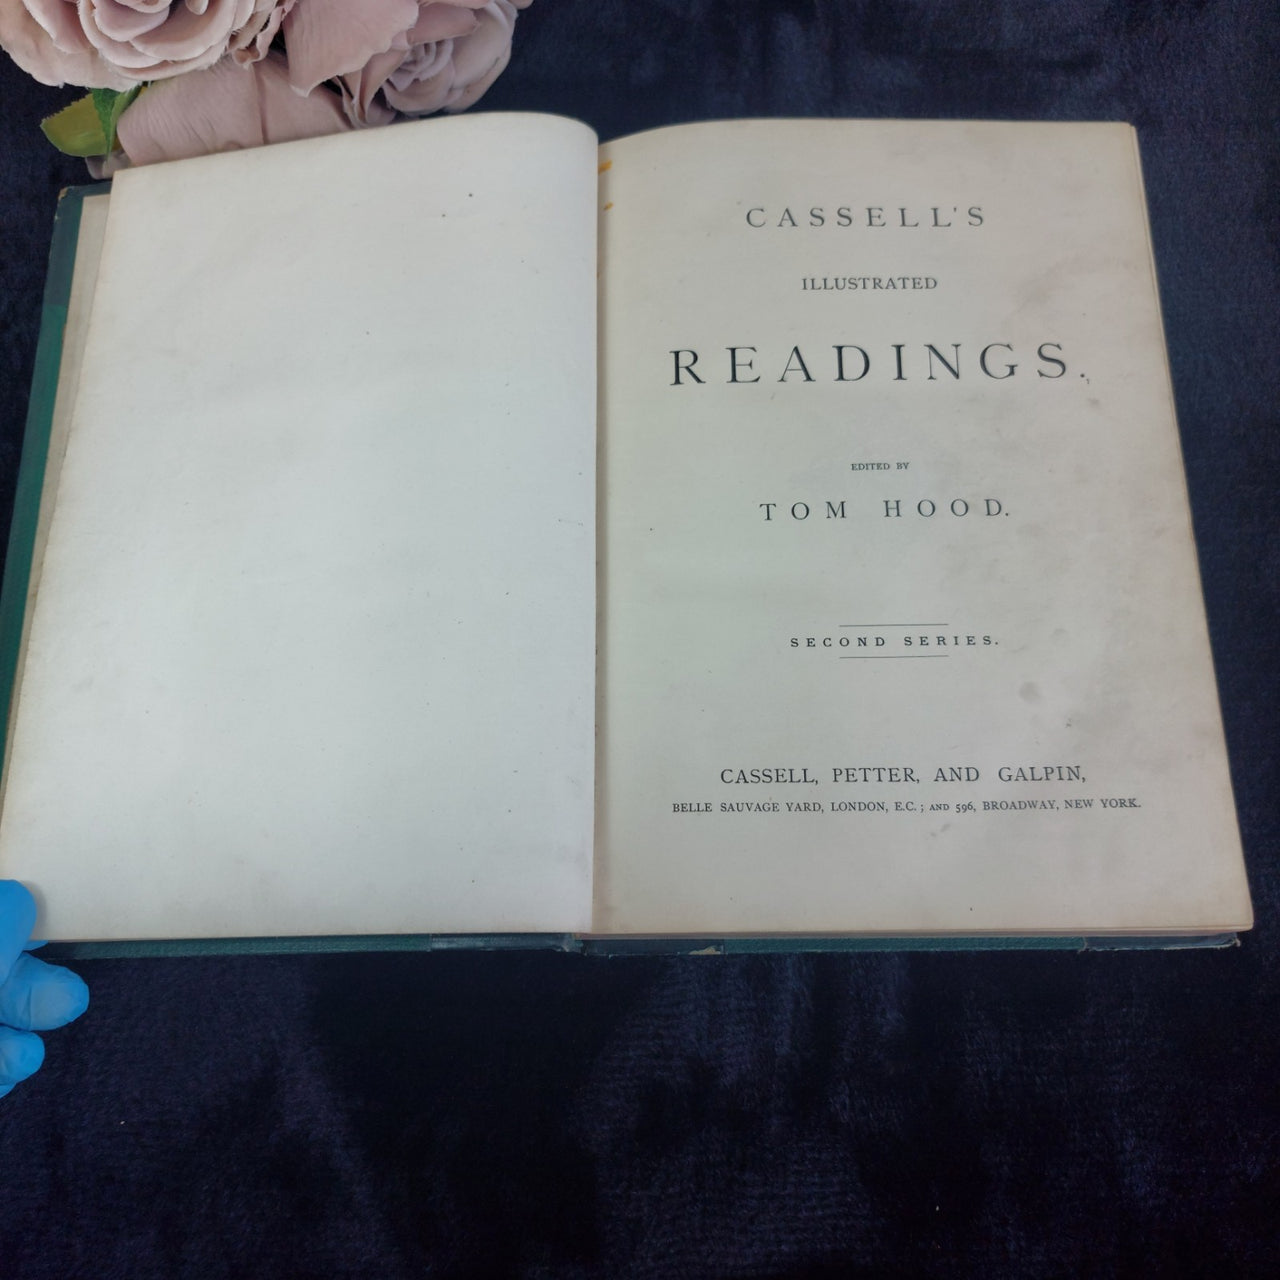 CASSELL'S
ILLUSTRATED
READINGS.
EDITED BY
TOM HOOD.
SECOND SERIES.
CASSELL, PETTER, AND GALPIN,
BELLE SAUVAGE YARD, LONDON, E.C.; AND 596, BROADWAY, NEW YORK.